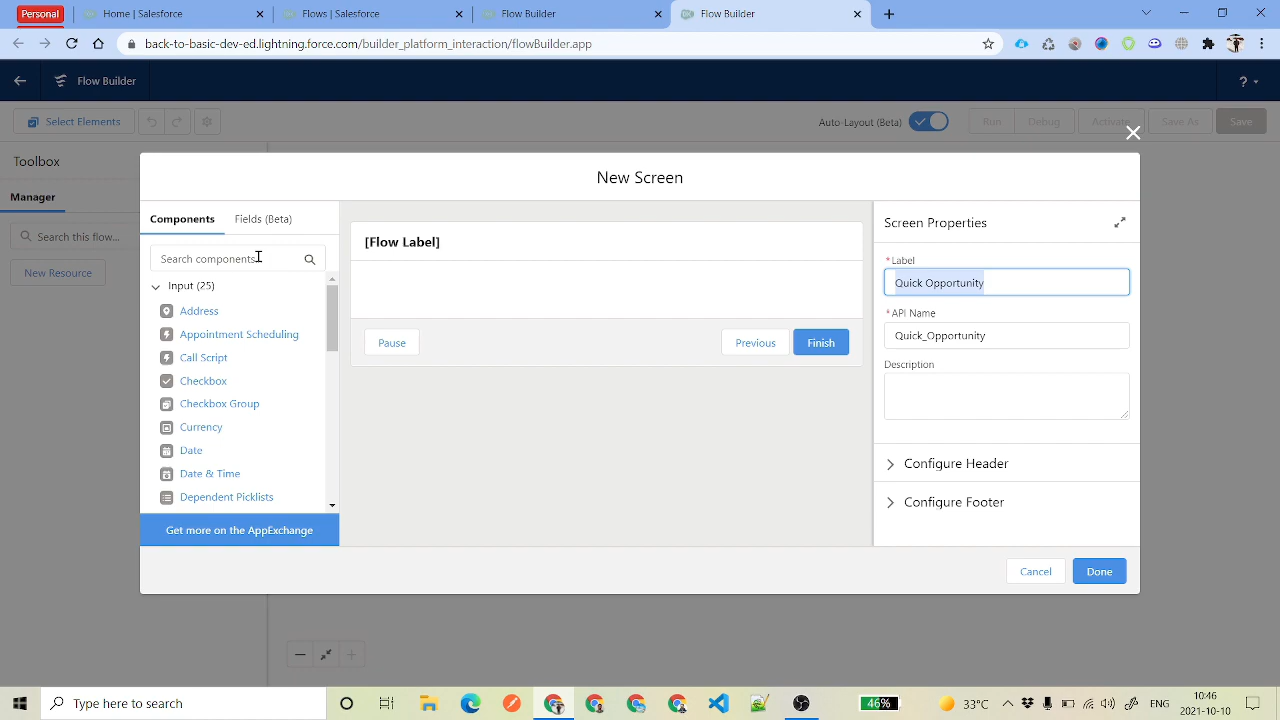 Personal
Home | Salesforce
Flows | Salesforce
Flow Builder
Flow Builder
back-to-basic-dev-ed.lightning.force.com/builder_platform_interaction/flowBuilder.app
Flow Builder
?
Select Elements
Auto-Layout (Beta)
Run
Debug
Activate
Save As
Save
Toolbox
Manager
Search this flow...
New Resource
New Screen
Components
Fields (Beta)
Search components
Input (25)
Address
Appointment Scheduling
Call Script
Checkbox
Checkbox Group
Currency
Date
Date & Time
Dependent Picklists
Get more on the AppExchange
[Flow Label]
Pause
Previous
Finish
Screen Properties
*Label
Quick Opportunity
*API Name
Quick_Opportunity
Description
Configure Header
Configure Footer
Cancel
Done
Type here to search
46%
33°C
ENG
10:46
2021-10-10